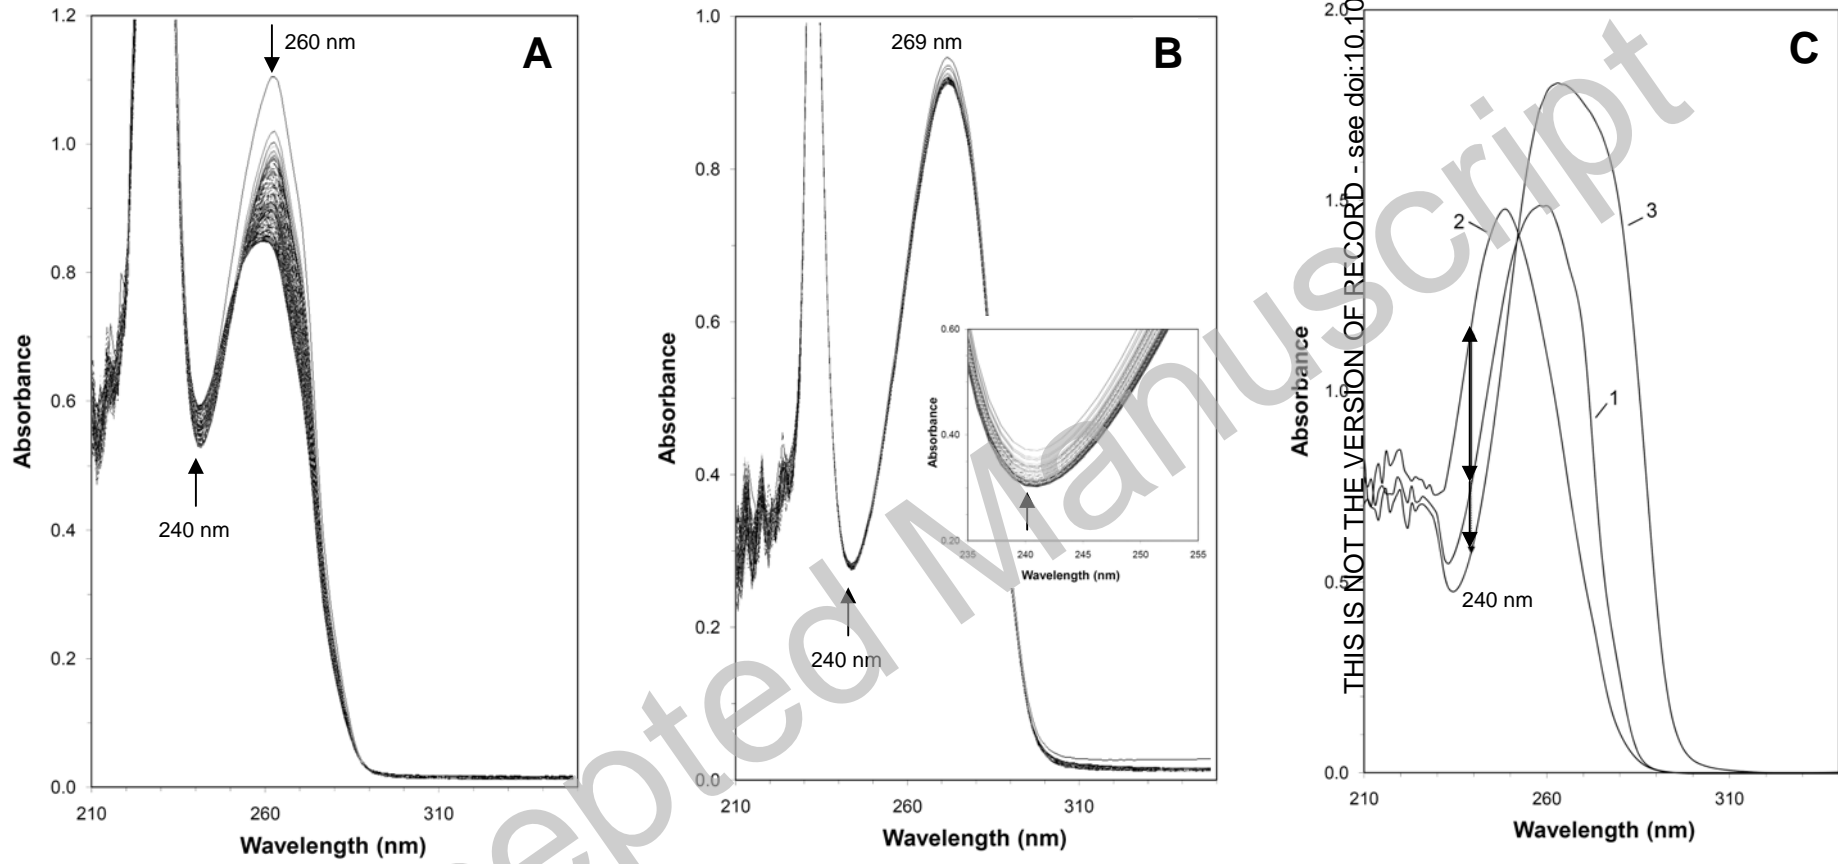 A
1.2
1.0
0.8
0.6
0.4
0.2
0.0
210
260
310
Absorbance
Wavelength (nm)
260 nm
240 nm
B
1.0
0.8
0.6
0.4
0.2
0.0
210
260
310
Absorbance
Wavelength (nm)
269 nm
240 nm
0.60
0.40
0.20
235
240
245
250
255
Absorbance
Wavelength (nm)
C
2.0
1.5
1.0
0.5
0.0
210
260
310
Absorbance
Wavelength (nm)
2
3
1
240 nm
THIS IS NOT THE VERSION OF RECORD - see doi:10.10
epted Manuscript